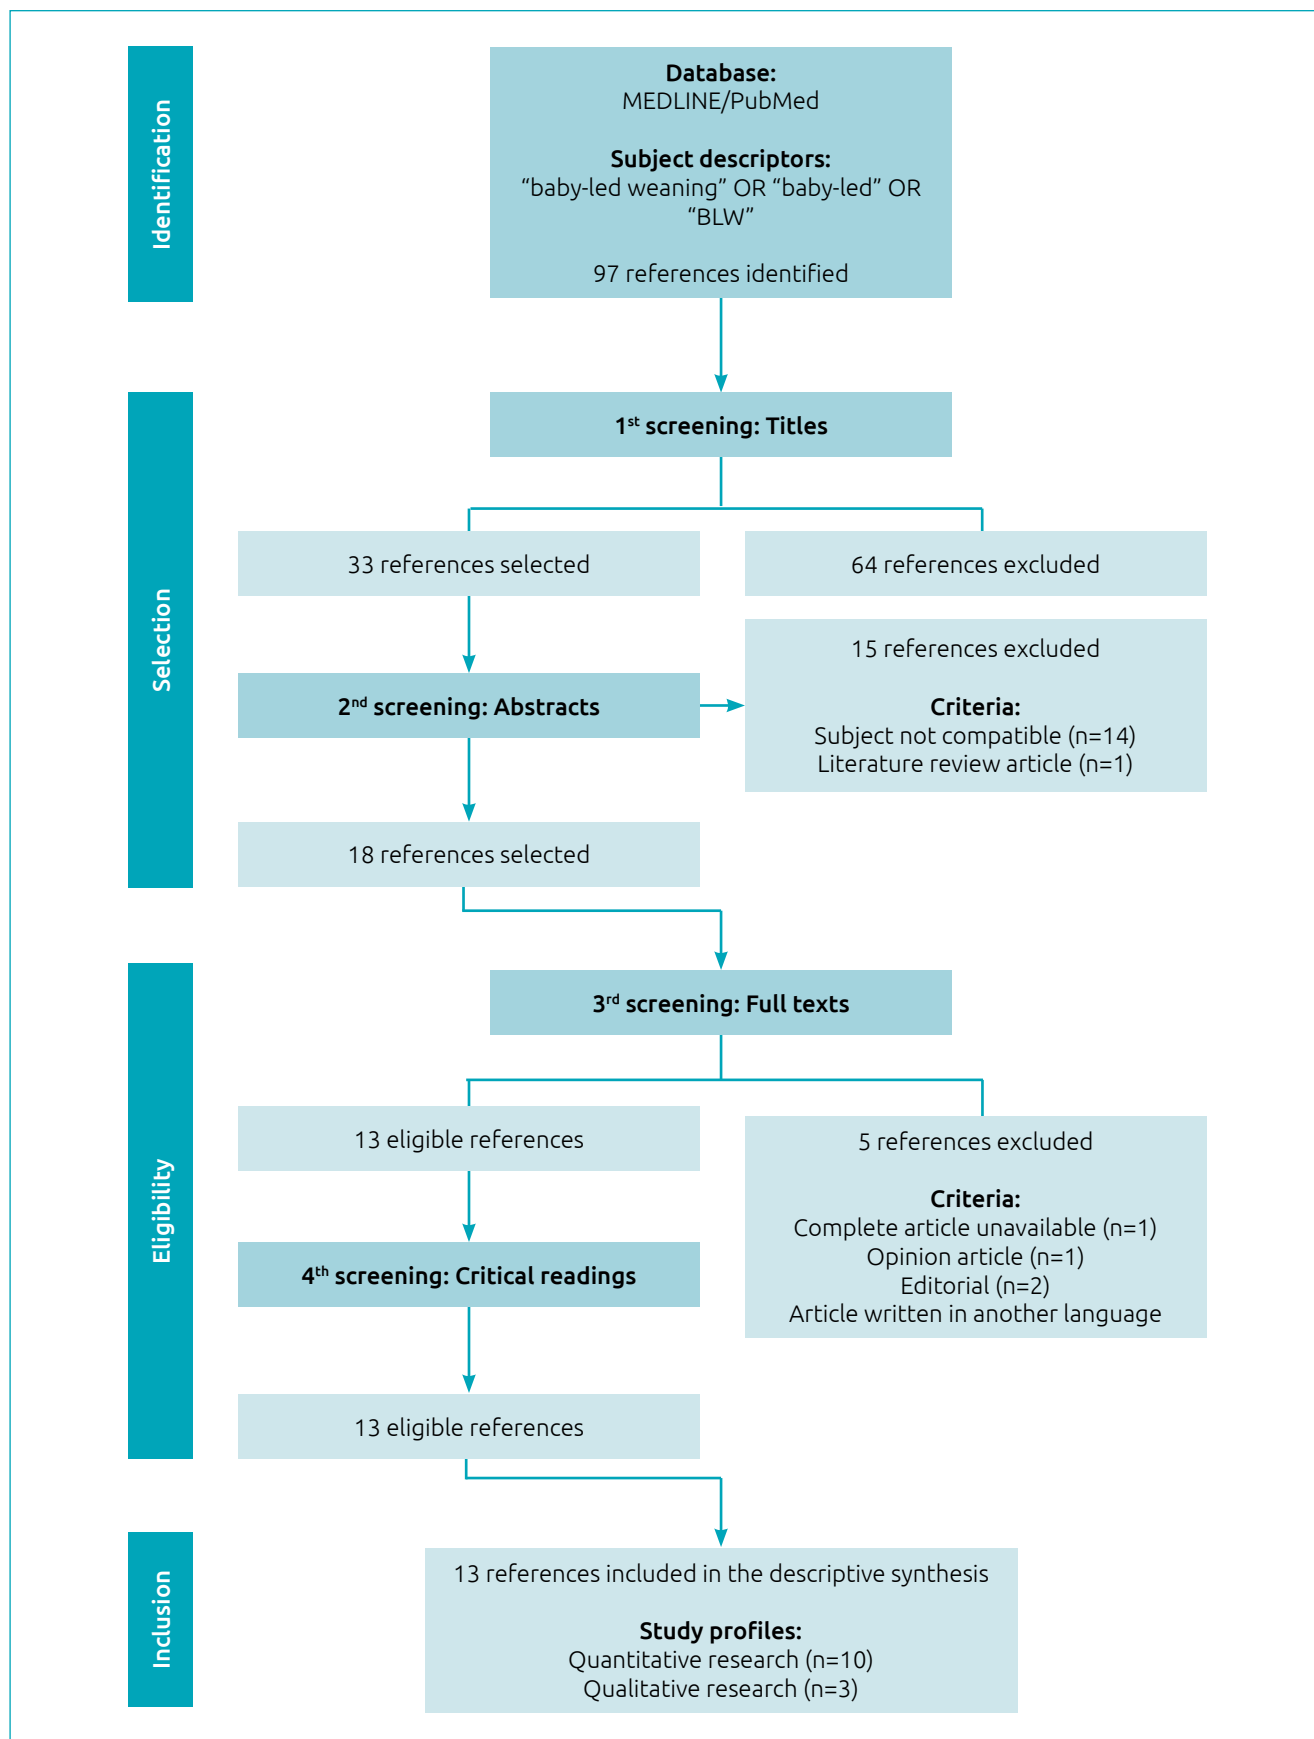 Identification
Database:
MEDLINE/PubMed
Subject descriptors:
“baby-led weaning” OR “baby-led” OR
“BLW”
97 references identified
Selection
1st screening: Titles
33 references selected
64 references excluded
15 references excluded
Criteria:
Subject not compatible (n=14)
Literature review article (n=1)
2nd screening: Abstracts
18 references selected
Eligibility
3rd screening: Full texts
13 eligible references
5 references excluded
Criteria:
Complete article unavailable (n=1)
Opinion article (n=1)
Editorial (n=2)
Article written in another language
4th screening: Critical readings
13 eligible references
Inclusion
13 references included in the descriptive synthesis
Study profiles:
Quantitative research (n=10)
Qualitative research (n=3)